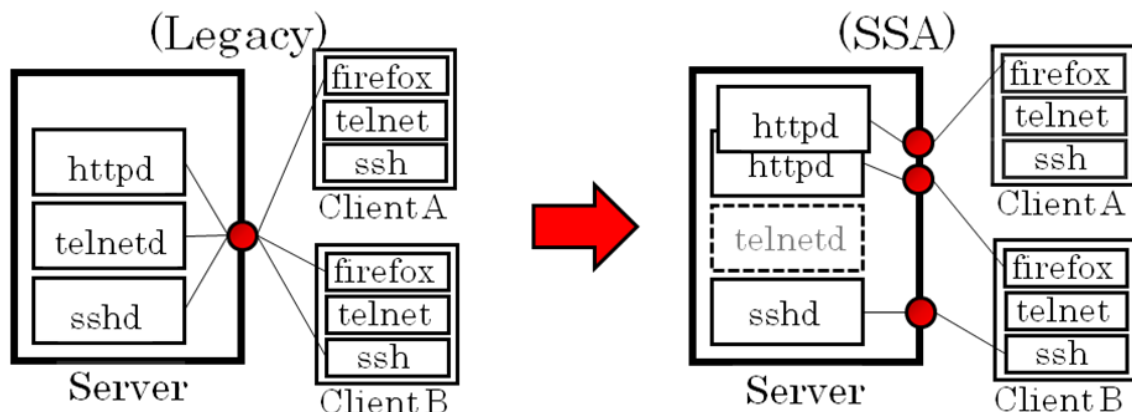 (Legacy)
firefox
telnet
ssh
Client A
httpd
telnetd
sshd
firefox
telnet
ssh
Client B
Server
(SSA)
firefox
telnet
ssh
Client A
httpd
httpd
telnetd
sshd
firefox
telnet
ssh
Client B
Server